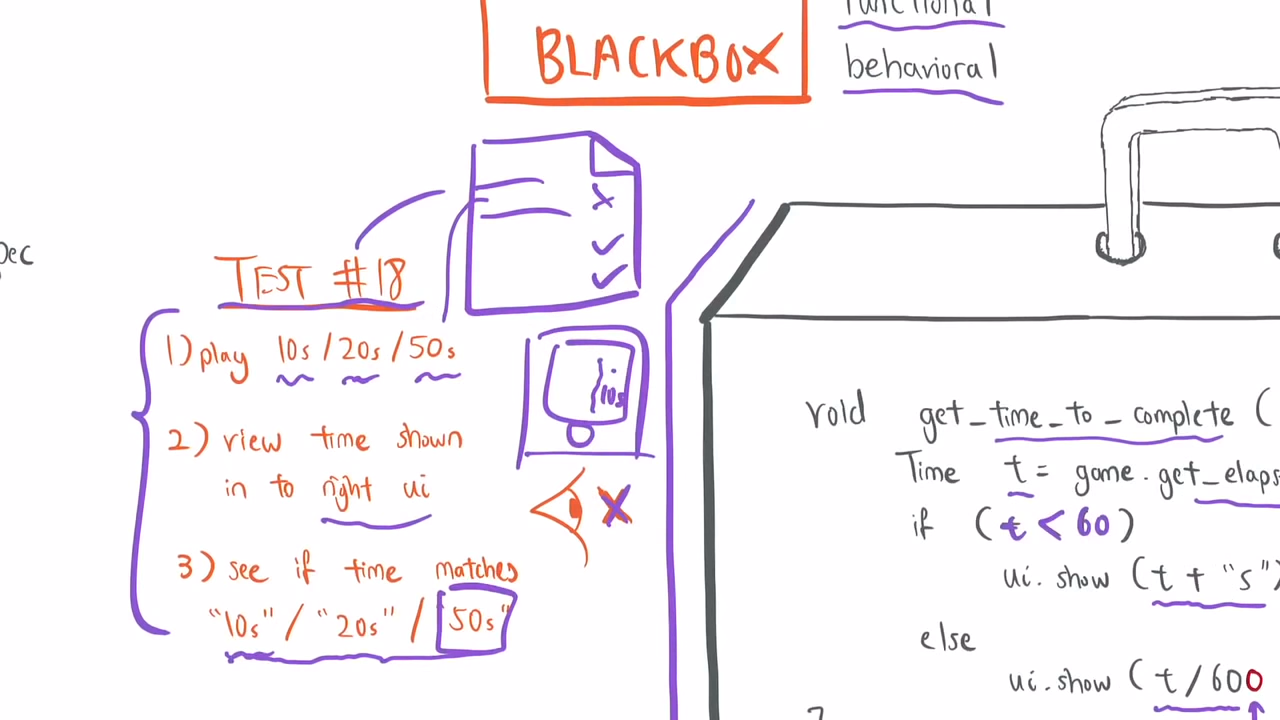 functional
BLACKBOX
behavioral
TEST #18
1) play 10s / 20s / 50s
2) view time shown
in to right ui
3) see if time matches
"10s" / "20s" / "50s"
10s
void get_time_to_complete (
Time t = game.get_elaps
if (t < 60)
ui.show (t + "s")
else
ui.show (t/600